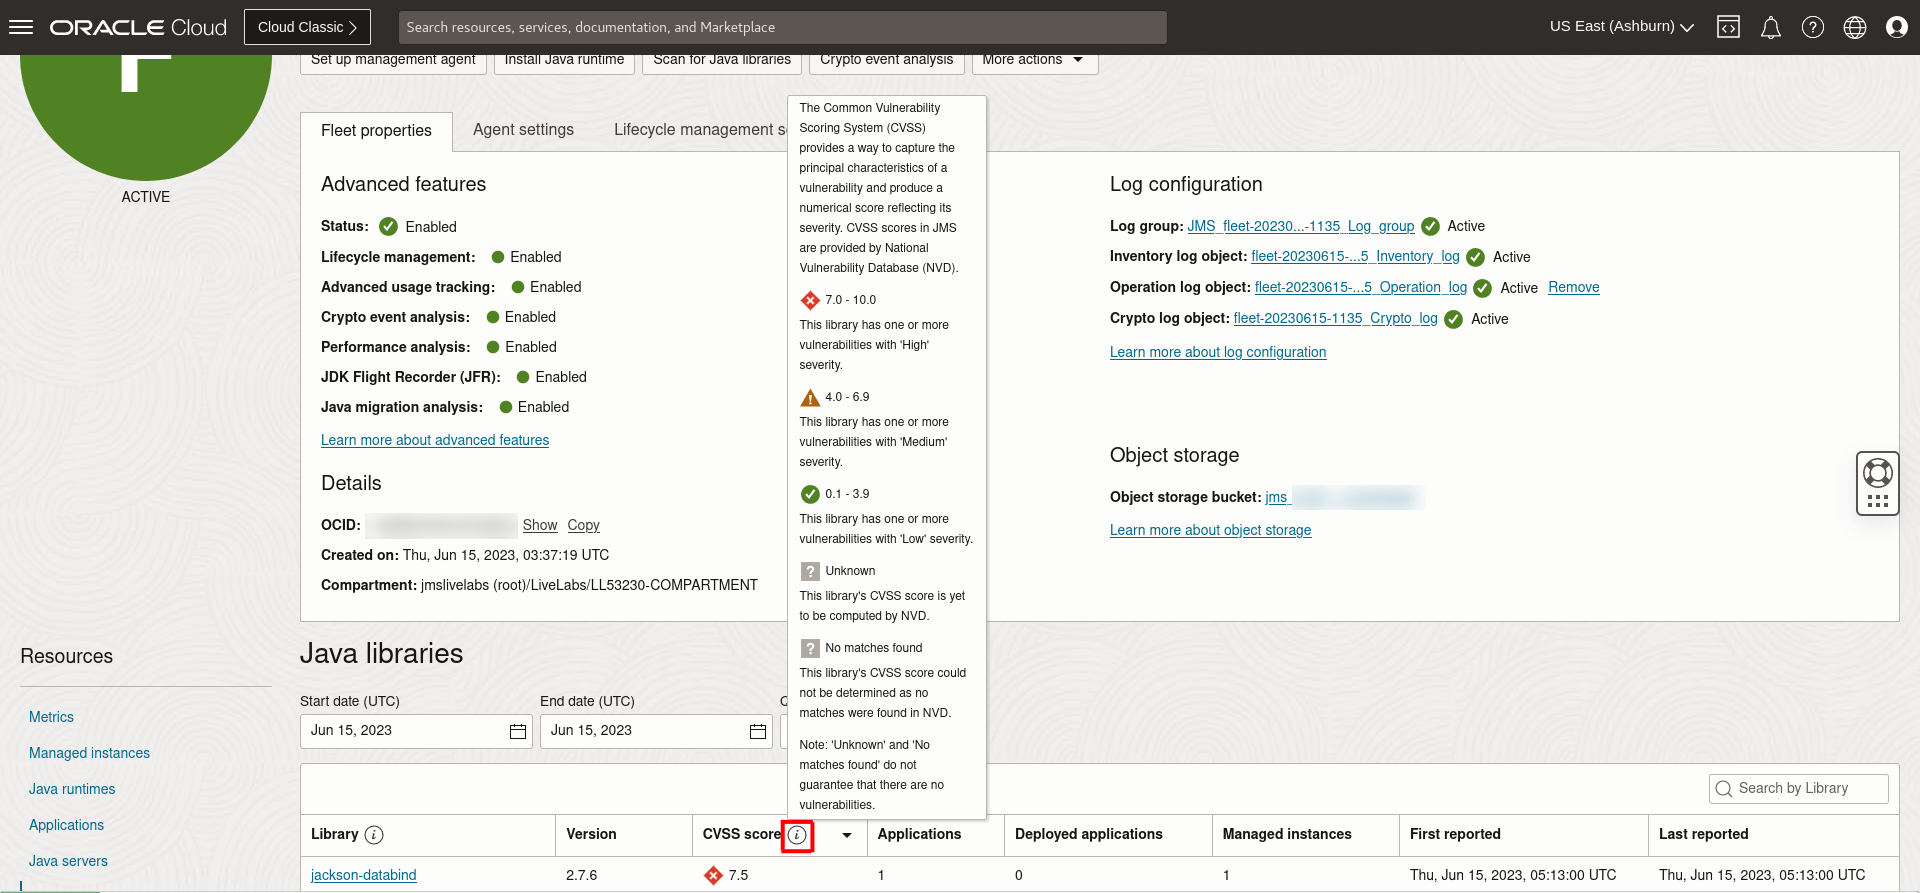 ORACLE Cloud
Cloud Classic
Search resources, services, documentation, and Marketplace
US East (Ashburn)
Set up management agent
Install Java runtime
Scan for Java libraries
Crypto event analysis
More actions
ACTIVE
Fleet properties
Agent settings
Lifecycle management
Advanced features
Status: Enabled
Lifecycle management: Enabled
Advanced usage tracking: Enabled
Crypto event analysis: Enabled
Performance analysis: Enabled
JDK Flight Recorder (JFR): Enabled
Java migration analysis: Enabled
Learn more about advanced features
Details
OCID: Show Copy
Created on: Thu, Jun 15, 2023, 03:37:19 UTC
Compartment: jmslivelabs (root)/LiveLabs/LL53230-COMPARTMENT
The Common Vulnerability
Scoring System (CVSS)
provides a way to capture the
principal characteristics of a
vulnerability and produce a
numerical score reflecting its
severity. CVSS scores in JMS
are provided by National
Vulnerability Database (NVD).
7.0 - 10.0
This library has one or more
vulnerabilities with 'High'
severity.
4.0 - 6.9
This library has one or more
vulnerabilities with 'Medium'
severity.
0.1 - 3.9
This library has one or more
vulnerabilities with 'Low' severity.
Unknown
This library's CVSS score is yet
to be computed by NVD.
No matches found
This library's CVSS score could
not be determined as no
matches were found in NVD.
Note: 'Unknown' and 'No
matches found' do not
guarantee that there are no
vulnerabilities.
Log configuration
Log group: JMS_fleet-20230...-1135_Log_group Active
Inventory log object: fleet-20230615-...5_Inventory_log Active
Operation log object: fleet-20230615-...5_Operation_log Active Remove
Crypto log object: fleet-20230615-1135_Crypto_log Active
Learn more about log configuration
Object storage
Object storage bucket: jms_
Learn more about object storage
Resources
Metrics
Managed instances
Java runtimes
Applications
Java servers
Java libraries
Start date (UTC)
Jun 15, 2023
End date (UTC)
Jun 15, 2023
Search by Library
Library Version CVSS score Applications Deployed applications Managed instances First reported Last reported
jackson-databind 2.7.6 7.5 1 0 1 Thu, Jun 15, 2023, 05:13:00 UTC Thu, Jun 15, 2023, 05:13:00 UTC